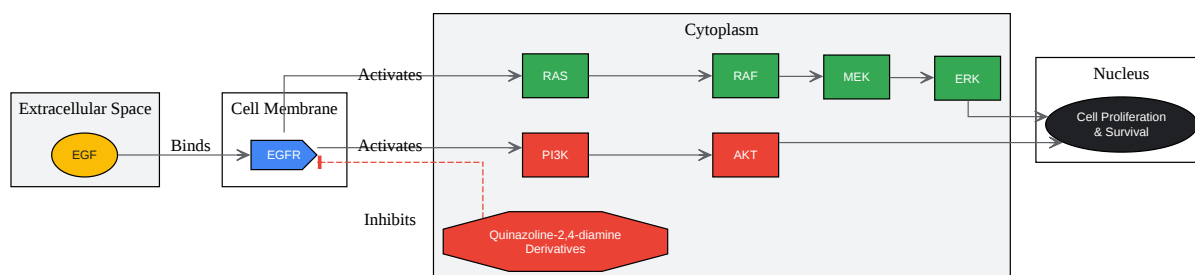 Cytoplasm
Activates
RAS
RAF
MEK
ERK
Nucleus
Extracellular Space
Cell Membrane
Cell Proliferation
& Survival
EGF
Binds
EGFR
Activates
PI3K
AKT
Inhibits
Quinazoline-2,4-diamine
Derivatives